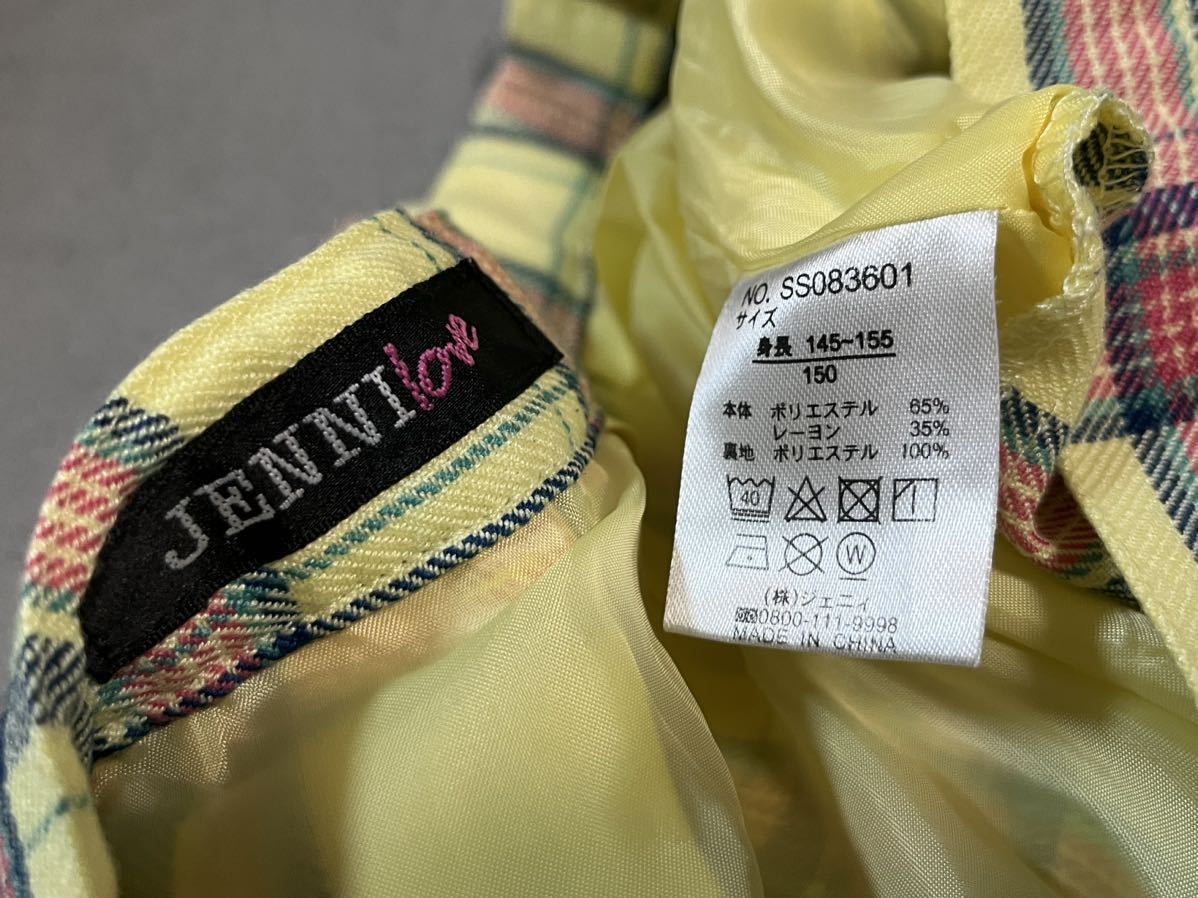 JENNI love
NO. SS083601
サイズ
身長 145~155
150
本体 ポリエステル 65%
レーヨン 35%
裏地 ポリエステル 100%
40
W
(株)ジェニィ
0800-111-9998
MADE IN CHINA